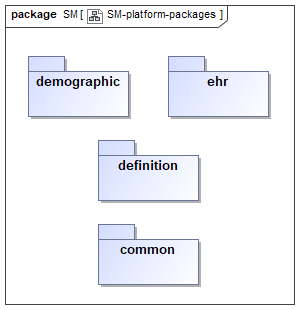 package SM [ SM-platform-packages ]
demographic
ehr
definition
common